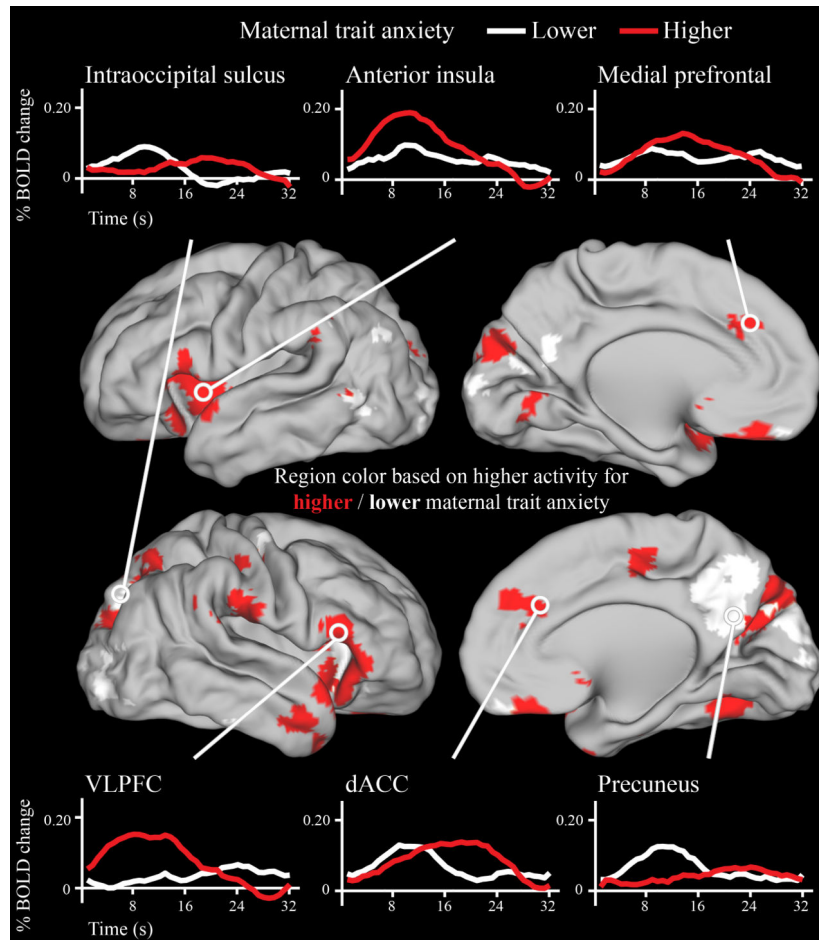 Maternal trait anxiety Lower Higher
Intraoccipital sulcus Anterior insula Medial prefrontal
% BOLD change
0.20 0.20 0.20
0 0 0
8 16 24 32 8 16 24 32 8 16 24 32
Time (s)
Region color based on higher activity for
higher / lower maternal trait anxiety
VLPFC dACC Precuneus
% BOLD change
0.20 0.20 0.20
0 0 0
8 16 24 32 8 16 24 32 8 16 24 32
Time (s)